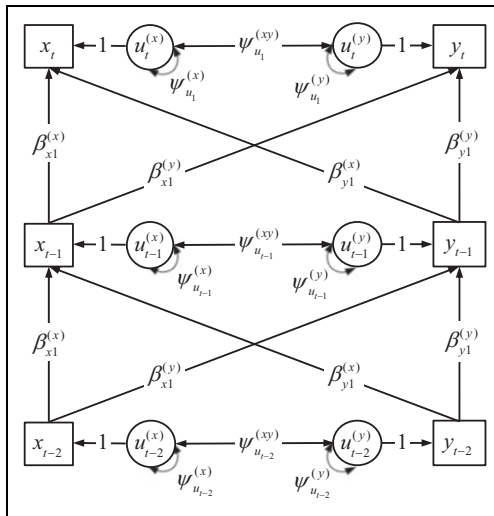 x_t 1 u_t^{(x)} ψ_{u_1}^{(xy)} u_t^{(y)} 1 y_t
ψ_{u_1}^{(x)} ψ_{u_1}^{(y)}
β_{x1}^{(x)} β_{x1}^{(y)} β_{y1}^{(x)} β_{y1}^{(y)}
x_{t−1} 1 u_{t−1}^{(x)} ψ_{u_{t−1}}^{(xy)} u_{t−1}^{(y)} 1 y_{t−1}
ψ_{u_{t−1}}^{(x)} ψ_{u_{t−1}}^{(y)}
β_{x1}^{(x)} β_{x1}^{(y)} β_{y1}^{(x)} β_{y1}^{(y)}
x_{t−2} 1 u_{t−2}^{(x)} ψ_{u_{t−2}}^{(xy)} u_{t−2}^{(y)} 1 y_{t−2}
ψ_{u_{t−2}}^{(x)} ψ_{u_{t−2}}^{(y)}